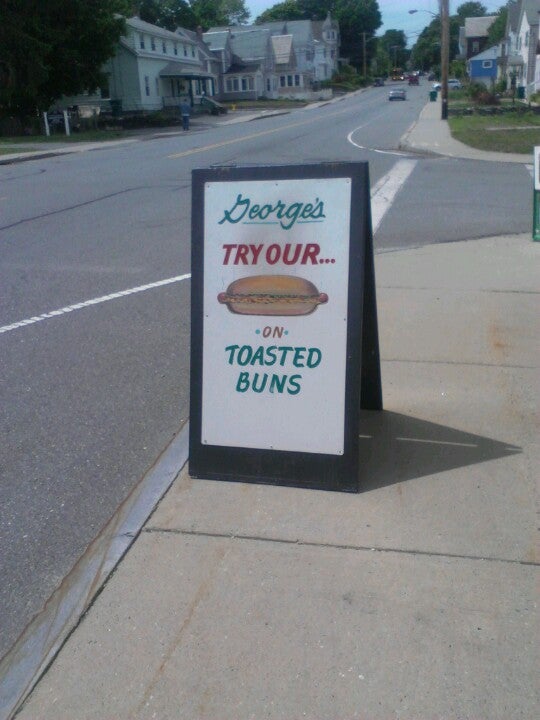 George's
TRY OUR...
•ON•
TOASTED
BUNS